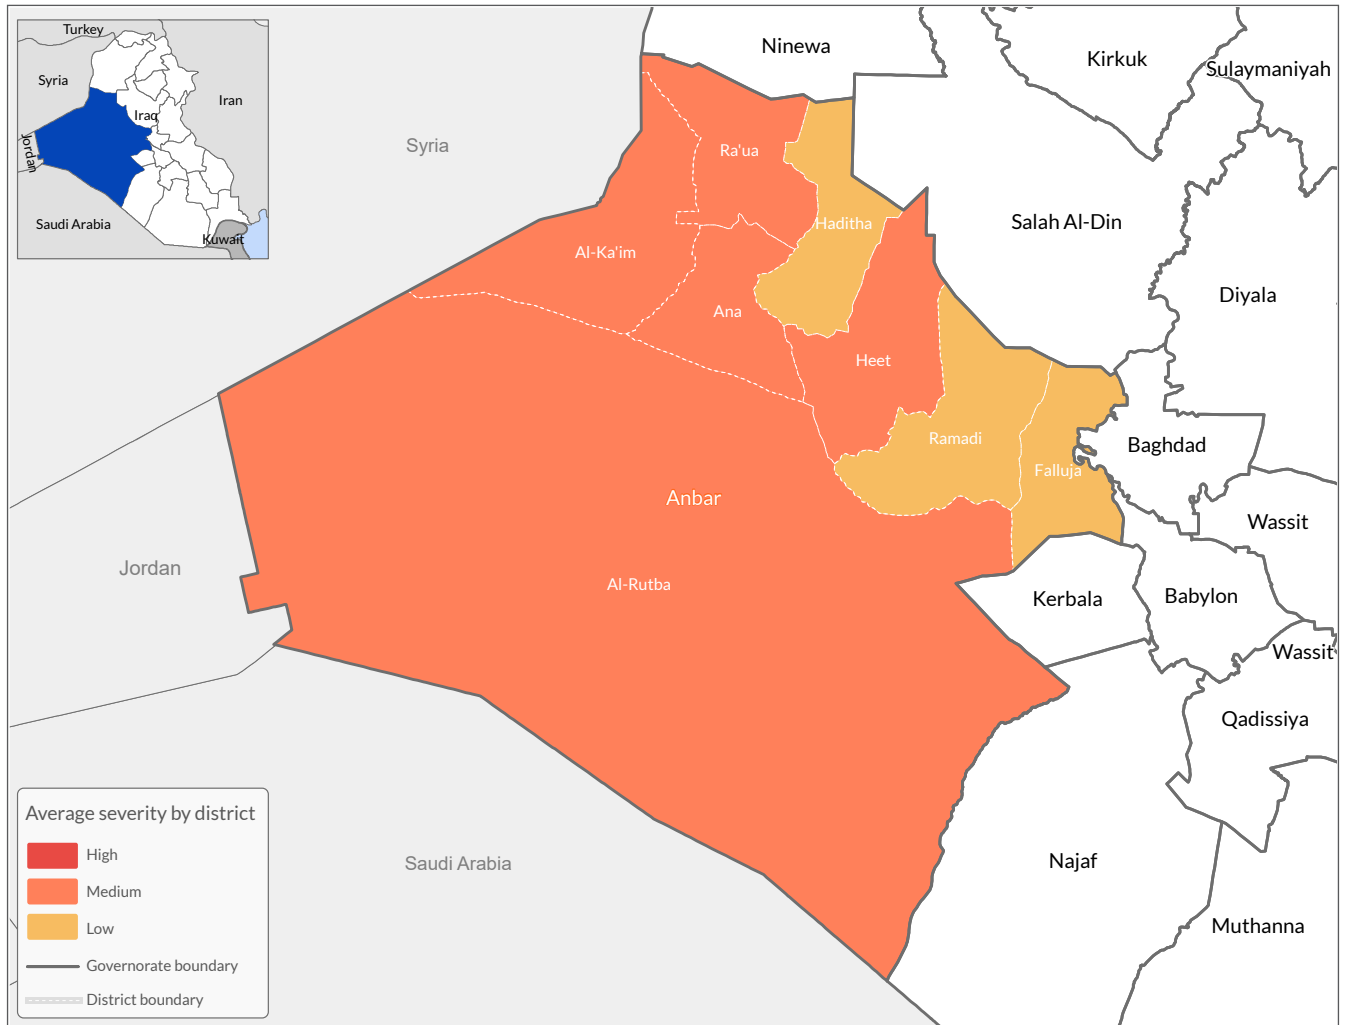 Turkey
Syria
Iran
Iraq
Jordan
Saudi Arabia
Kuwait
Ninewa
Kirkuk
Sulaymaniyah
Syria
Ra'ua
Haditha
Salah Al-Din
Al-Ka'im
Diyala
Ana
Heet
Ramadi
Baghdad
Falluja
Anbar
Wassit
Jordan
Al-Rutba
Kerbala
Babylon
Wassit
Qadissiya
Saudi Arabia
Najaf
Muthanna
Average severity by district
High
Medium
Low
Governorate boundary
District boundary